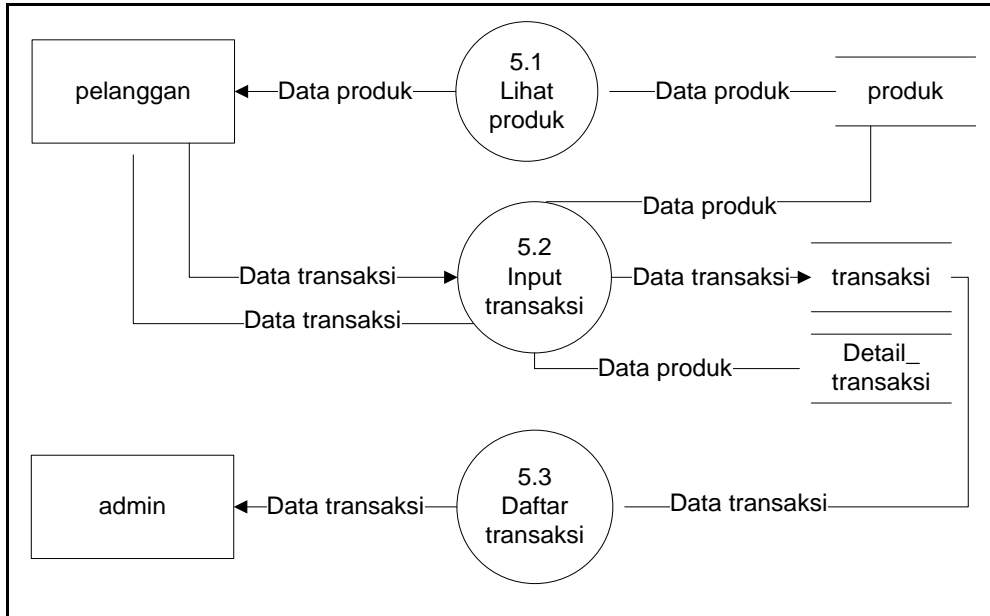 pelanggan
Data produk
5.1
Lihat
produk
Data produk
produk
Data produk
5.2
Input
transaksi
Data transaksi
Data transaksi
transaksi
Data transaksi
Data produk
Detail_
transaksi
admin
Data transaksi
5.3
Daftar
transaksi
Data transaksi